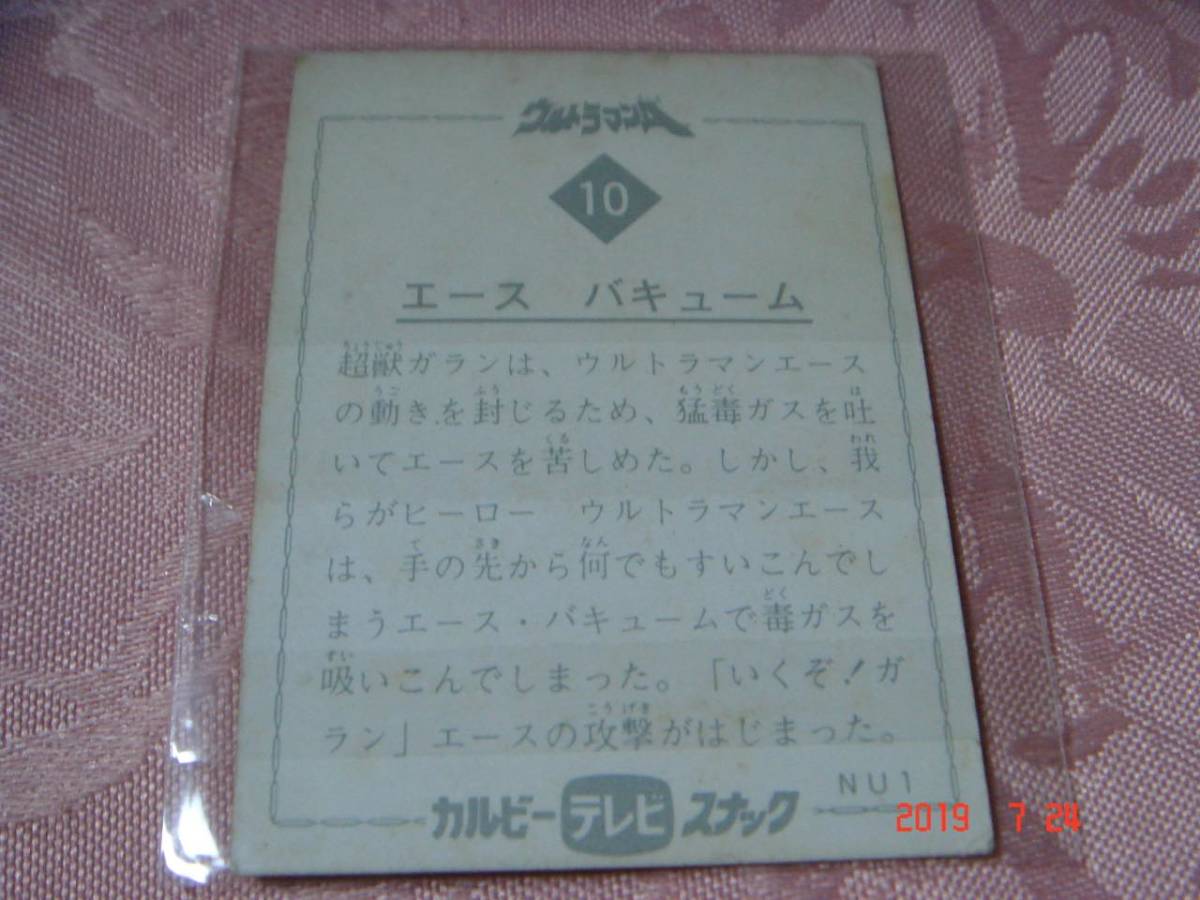 ウルトラマンA
10
エース バキューム
超獣ガランは、ウルトラマンエース
の動きを封じるため、猛毒ガスを吐
いてエースを苦しめた。しかし、我
らがヒーロー ウルトラマンエース
は、手の先から何でもすいこんでし
まうエース・バキュームで毒ガスを
吸いこんでしまった。「いくぞ!ガ
ラン」エースの攻撃がはじまった。
NU1
カルビーテレビスナック
2019 7 24